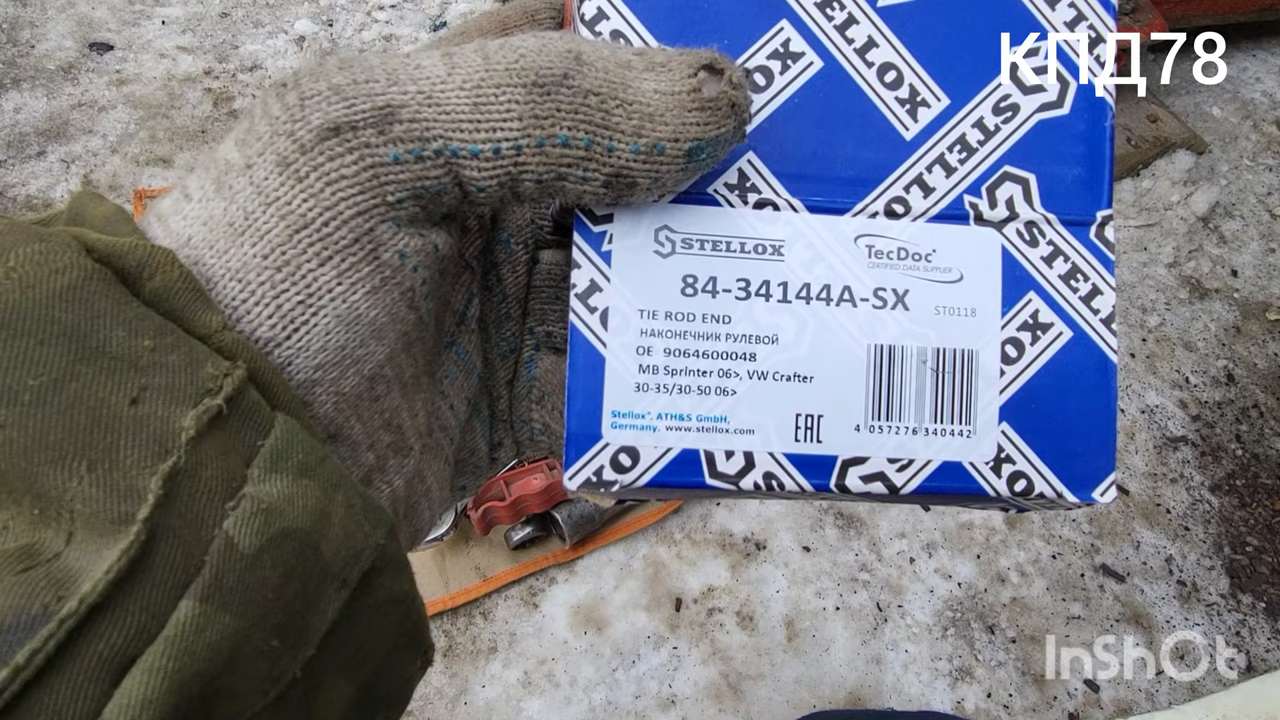 КПД78
STELLOX
STELLOX
STELLOX
TecDoc
CERTIFIED DATA SUPPLIER
84-34144A-SX
ST0118
TIE ROD END
НАКОНЕЧНИК РУЛЕВОЙ
OE 9064600048
MB Sprinter 06>, VW Crafter
30-35/30-50 06>
Stellox®. ATH&S GmbH,
Germany. www.stellox.com
EAC
4 057276 340442
InShOt